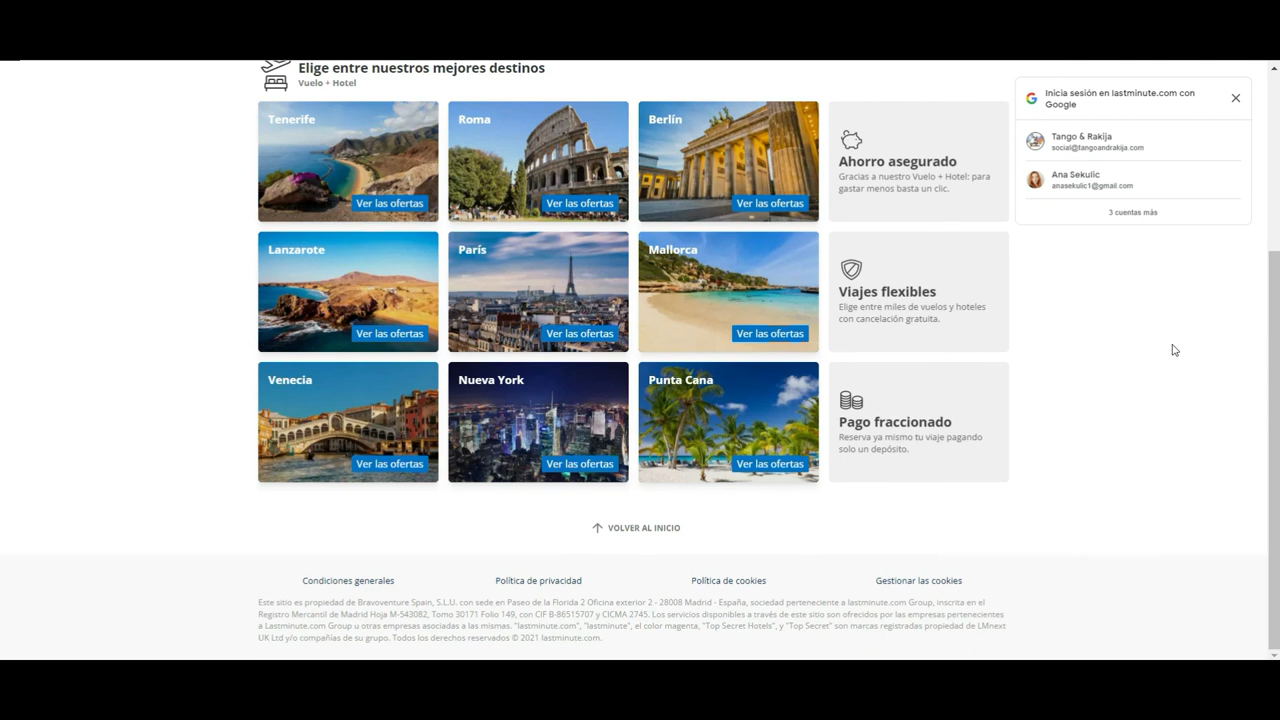 Elige entre nuestros mejores destinos
Vuelo + Hotel
Tenerife
Ver las ofertas
Roma
Ver las ofertas
Berlín
Ver las ofertas
Ahorro asegurado
Gracias a nuestro Vuelo + Hotel: para
gastar menos basta un clic.
Lanzarote
Ver las ofertas
París
Ver las ofertas
Mallorca
Ver las ofertas
Viajes flexibles
Elige entre miles de vuelos y hoteles
con cancelación gratuita.
Venecia
Ver las ofertas
Nueva York
Ver las ofertas
Punta Cana
Ver las ofertas
Pago fraccionado
Reserva ya mismo tu viaje pagando
solo un depósito.
Inicia sesión en lastminute.com con
Google
Tango & Rakija
social@tangoandrakija.com
Ana Sekulic
anasekulic1@gmail.com
3 cuentas más
VOLVER AL INICIO
Condiciones generales
Política de privacidad
Política de cookies
Gestionar las cookies
Este sitio es propiedad de Bravoventure Spain, S.L.U. con sede en Paseo de la Florida 2 Oficina exterior 2 - 28008 Madrid - España, sociedad perteneciente a lastminute.com Group, inscrita en el
Registro Mercantil de Madrid Hoja M-543082, Tomo 30171 Folio 149, con CIF B-86515707 y CICMA 2745. Los servicios disponibles a través de este sitio son ofrecidos por las empresas pertenecientes
a Lastminute.com Group u otras empresas asociadas a las mismas. "lastminute.com", "lastminute", el color magenta, "Top Secret Hotels", y "Top Secret" son marcas registradas propiedad de LMnext
UK Ltd y/o compañías de su grupo. Todos los derechos reservados © 2021 lastminute.com.